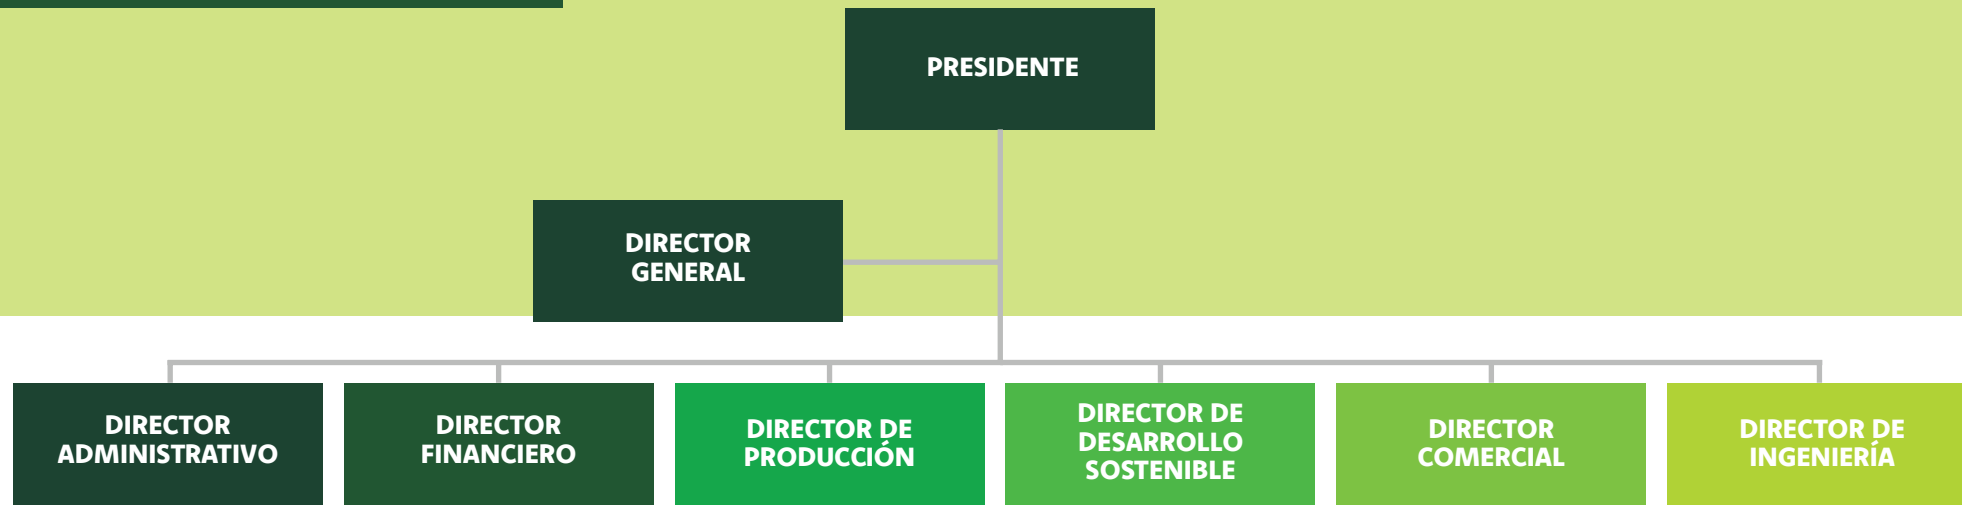 PRESIDENTE
DIRECTOR
GENERAL
DIRECTOR
ADMINISTRATIVO
DIRECTOR
FINANCIERO
DIRECTOR DE
PRODUCCIÓN
DIRECTOR DE
DESARROLLO
SOSTENIBLE
DIRECTOR
COMERCIAL
DIRECTOR DE
INGENIERÍA